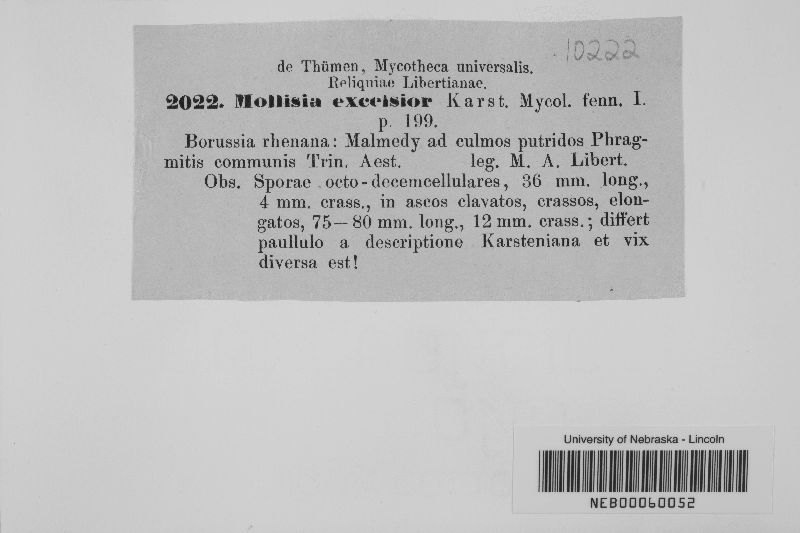 10222
de Thümen, Mycotheca universalis.
Reliquiae Libertianae.
2022. Mollisia excelsior Karst. Mycol. fenn. I.
p. 199.
Borussia rhenana: Malmedy ad culmos putridos Phrag-
mitis communis Trin. Aest. leg. M. A. Libert.
Obs. Sporae octo-decemcellulares, 36 mm. long.,
4 mm. crass., in ascos clavatos, crassos, elon-
gatos, 75—80 mm. long., 12 mm. crass.; differt
paullulo a descriptione Karsteniana et vix
diversa est!
University of Nebraska - Lincoln
NEB00060052